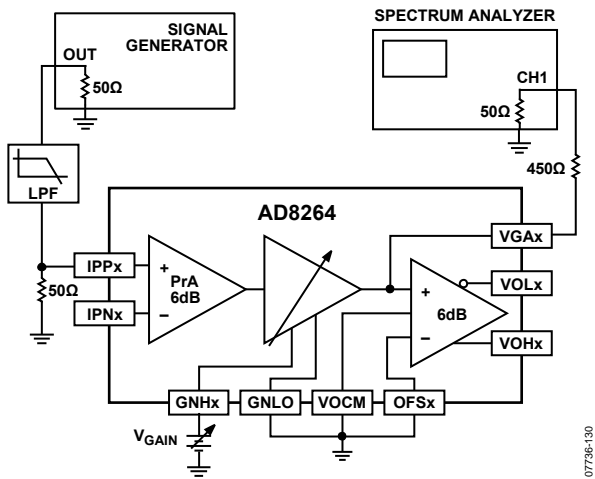 SIGNAL
GENERATOR
OUT
50Ω
SPECTRUM ANALYZER
CH1
50Ω
450Ω
LPF
AD8264
IPPx
50Ω
IPNx
+
PrA
6dB
–
+
6dB
–
VGAx
VOLx
VOHx
GNHx
GNLO
VOCM
OFSx
VGAIN
07736-130